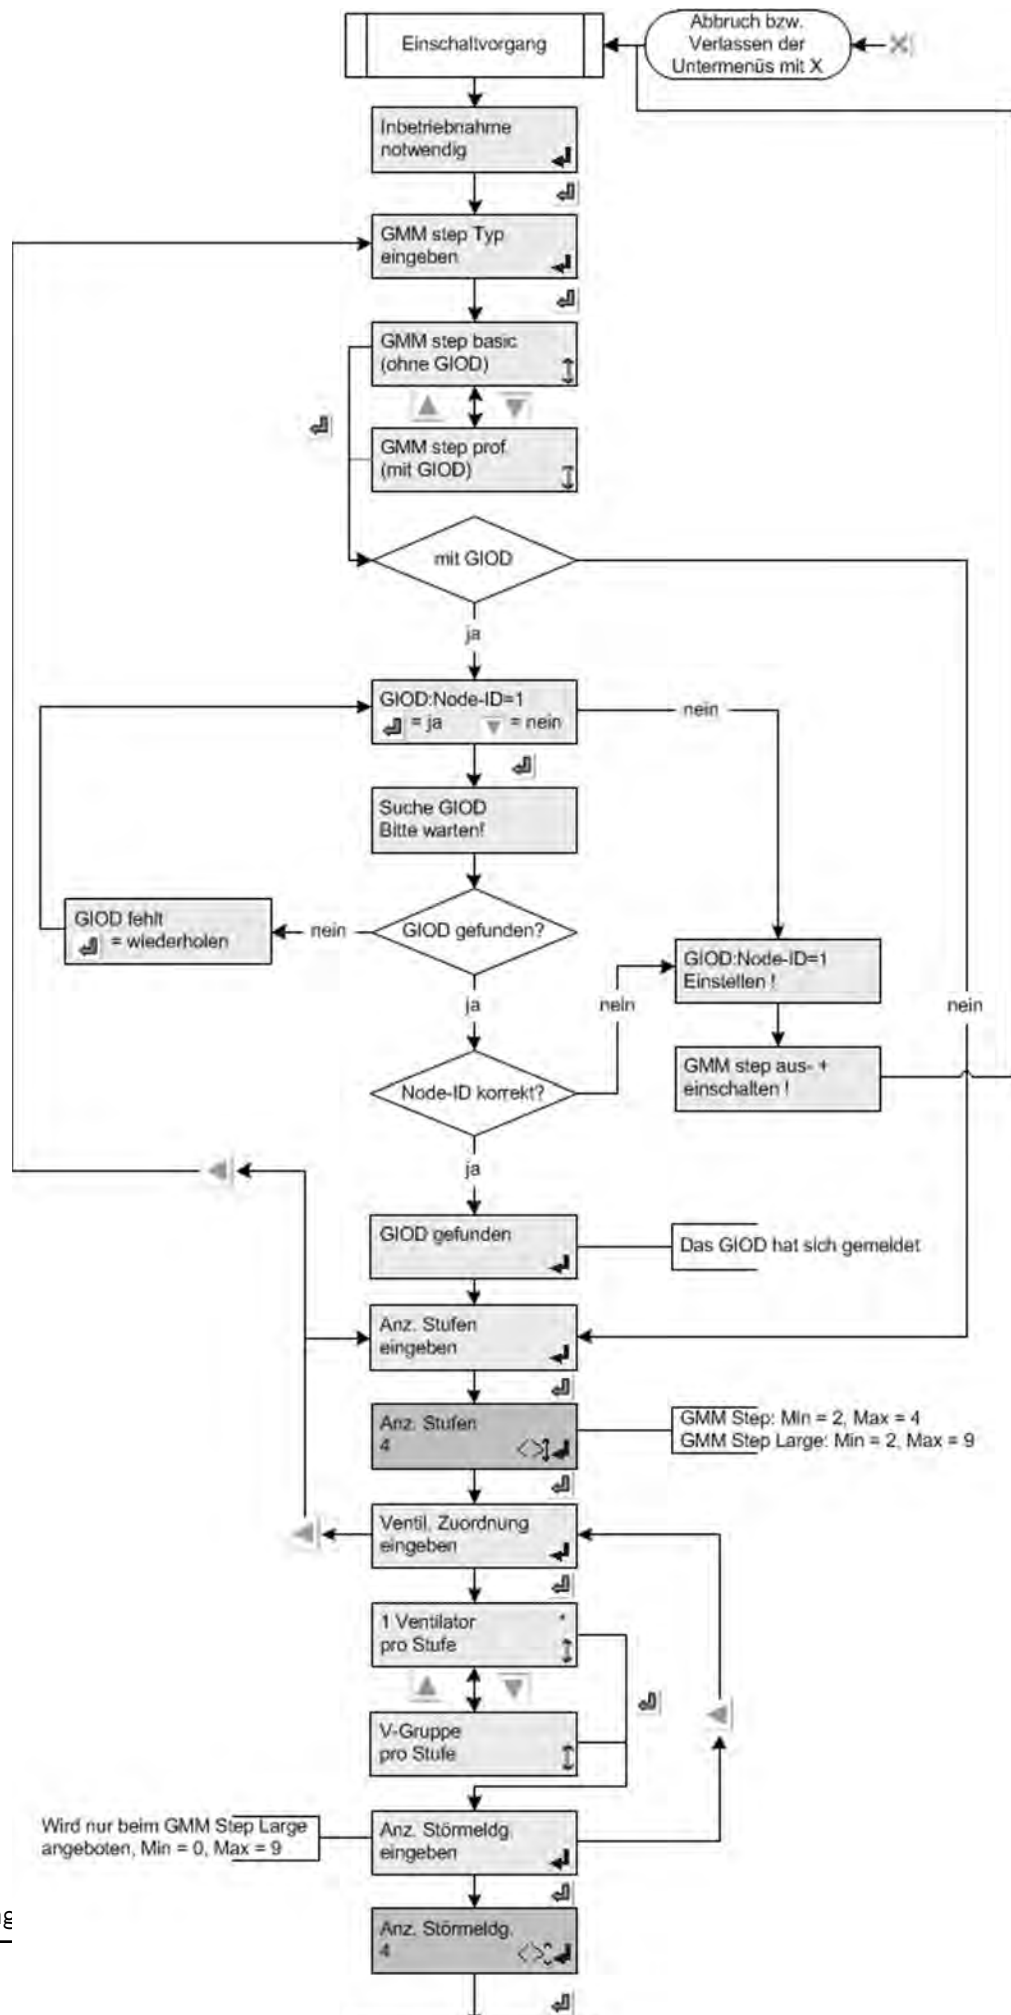 Einschaltvorgang
Abbruch bzw.
Verlassen der
Untermenüs mit X
Inbetriebnahme
notwendig
GMM step Typ
eingeben
GMM step basic
(ohne GIOD)
GMM step prof.
(mit GIOD)
mit GIOD
ja
GIOD:Node-ID=1
= ja = nein
nein
Suche GIOD
Bitte warten!
GIOD fehlt
= wiederholen
nein
GIOD gefunden?
GIOD:Node-ID=1
Einstellen !
ja
nein
nein
Node-ID korrekt?
GMM step aus- +
einschalten !
ja
GIOD gefunden
Das GIOD hat sich gemeldet
Anz. Stufen
eingeben
Anz. Stufen
4
GMM Step: Min = 2, Max = 4
GMM Step Large: Min = 2, Max = 9
Ventil. Zuordnung
eingeben
1 Ventilator *
pro Stufe
V-Gruppe
pro Stufe
Wird nur beim GMM Step Large
angeboten, Min = 0, Max = 9
Anz. Störmeldg.
eingeben
Anz. Störmeldg.
4